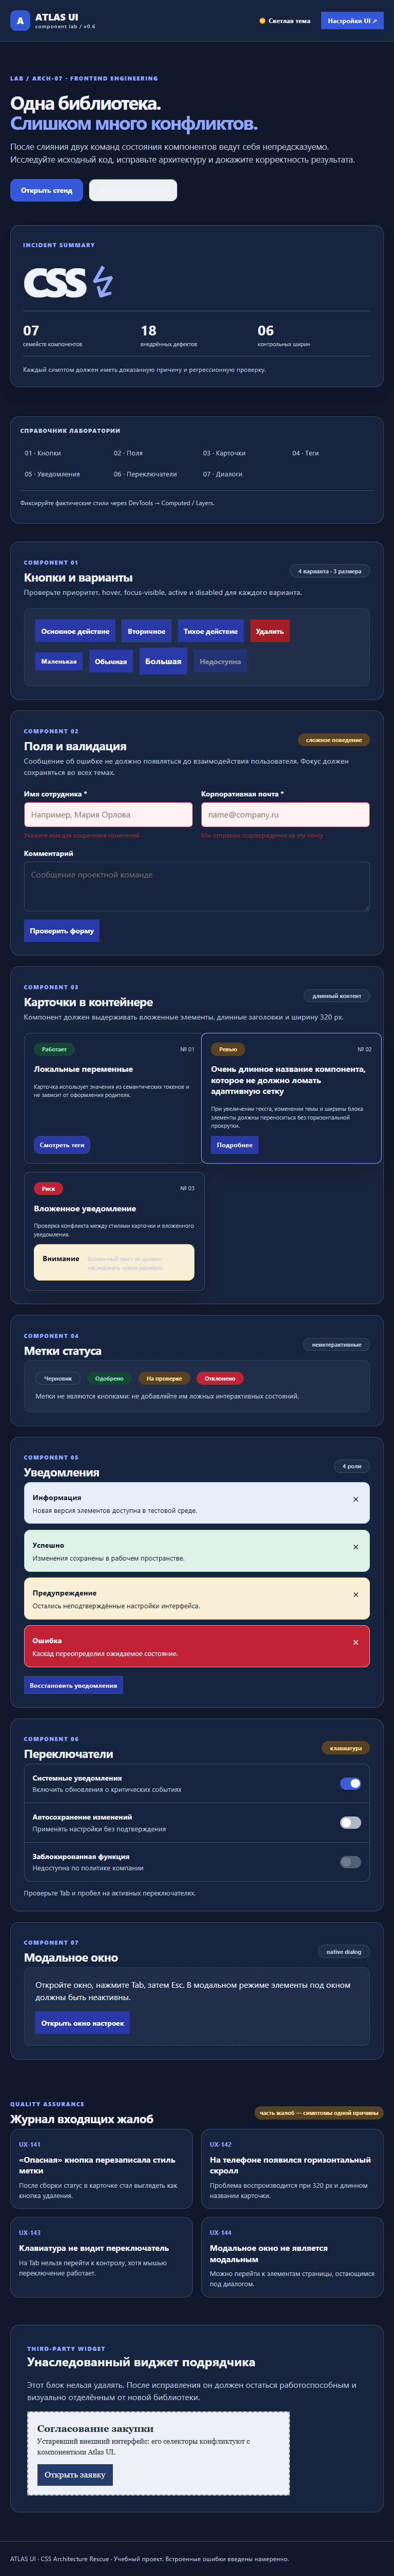 A
ATLAS UI
component lab / v0.6
Светлая тема
Настройки UI ↗
LAB / ARCH-07 · FRONTEND ENGINEERING
Одна библиотека.
Слишком много конфликтов.
После слияния двух команд состояния компонентов ведут себя непредсказуемо.
Исследуйте исходный код, исправьте архитектуру и докажите корректность результата.
Открыть стенд
INCIDENT SUMMARY
CSS
07
семейств компонентов
18
внедрённых дефектов
06
контрольных ширин
Каждый симптом должен иметь доказанную причину и регрессионную проверку.
СПРАВОЧНИК ЛАБОРАТОРИИ
01 · Кнопки
02 · Поля
03 · Карточки
04 · Теги
05 · Уведомления
06 · Переключатели
07 · Диалоги
Фиксируйте фактические стили через DevTools → Computed / Layers.
COMPONENT 01
Кнопки и варианты
4 варианта · 3 размера
Проверьте приоритет, hover, focus-visible, active и disabled для каждого варианта.
Основное действие
Вторичное
Тихое действие
Удалить
Маленькая
Обычная
Большая
Недоступна
COMPONENT 02
Поля и валидация
сложное поведение
Сообщение об ошибке не должно появляться до взаимодействия пользователя. Фокус должен
сохраняться во всех темах.
Имя сотрудника *
Корпоративная почта *
Например, Мария Орлова
name@company.ru
Укажите имя для сохранения изменений.
Мы отправим подтверждение на эту почту.
Комментарий
Сообщение проектной команде
Проверить форму
COMPONENT 03
Карточки в контейнере
длинный контент
Компонент должен выдерживать вложенные элементы, длинные заголовки и ширину 320 px.
Работает
№ 01
Локальные переменные
Карточка использует значения из семантических токенов и
не зависит от оформления родителя.
Смотреть теги
Ревью
№ 02
Очень длинное название компонента,
которое не должно ломать
адаптивную сетку
При увеличении текста, изменении темы и ширины блока
элементы должны переноситься без горизонтальной
прокрутки.
Подробнее
Риск
№ 03
Вложенное уведомление
Проверка конфликта между стилями карточки и вложенного
уведомления.
Внимание
Вложенный текст не должен
наследовать чужие размеры.
COMPONENT 04
Метки статуса
неинтерактивные
Черновик
Одобрено
На проверке
Отклонено
Метки не являются кнопками: не добавляйте им ложных интерактивных состояний.
COMPONENT 05
Уведомления
4 роли
Информация
Новая версия элементов доступна в тестовой среде.
×
Успешно
Изменения сохранены в рабочем пространстве.
×
Предупреждение
Остались неподтверждённые настройки интерфейса.
×
Ошибка
Каскад переопределил ожидаемое состояние.
×
Восстановить уведомления
COMPONENT 06
Переключатели
клавиатура
Системные уведомления
Включить обновления о критических событиях
Автосохранение изменений
Применять настройки без подтверждения
Заблокированная функция
Недоступна по политике компании
Проверьте Tab и пробел на активных переключателях.
COMPONENT 07
Модальное окно
native dialog
Откройте окно, нажмите Tab, затем Esc. В модальном режиме элементы под окном
должны быть неактивны.
Открыть окно настроек
QUALITY ASSURANCE
Журнал входящих жалоб
часть жалоб — симптомы одной причины
UX-141
«Опасная» кнопка перезаписала стиль
метки
После сборки статус в карточке стал выглядеть как
кнопка удаления.
UX-142
На телефоне появился горизонтальный
скролл
Проблема воспроизводится при 320 px и длинном
названии карточки.
UX-143
Клавиатура не видит переключатель
На Tab нельзя перейти к контролу, хотя мышью
переключение работает.
UX-144
Модальное окно не является
модальным
Можно перейти к элементам страницы, оставшимся
под диалогом.
THIRD-PARTY WIDGET
Унаследованный виджет подрядчика
Этот блок нельзя удалять. После исправления он должен остаться работоспособным и
визуально отделённым от новой библиотеки.
Согласование закупки
Устаревший внешний интерфейс: его селекторы конфликтуют с
компонентами Atlas UI.
Открыть заявку
ATLAS UI · CSS Architecture Rescue · Учебный проект. Встроенные ошибки введены намеренно.